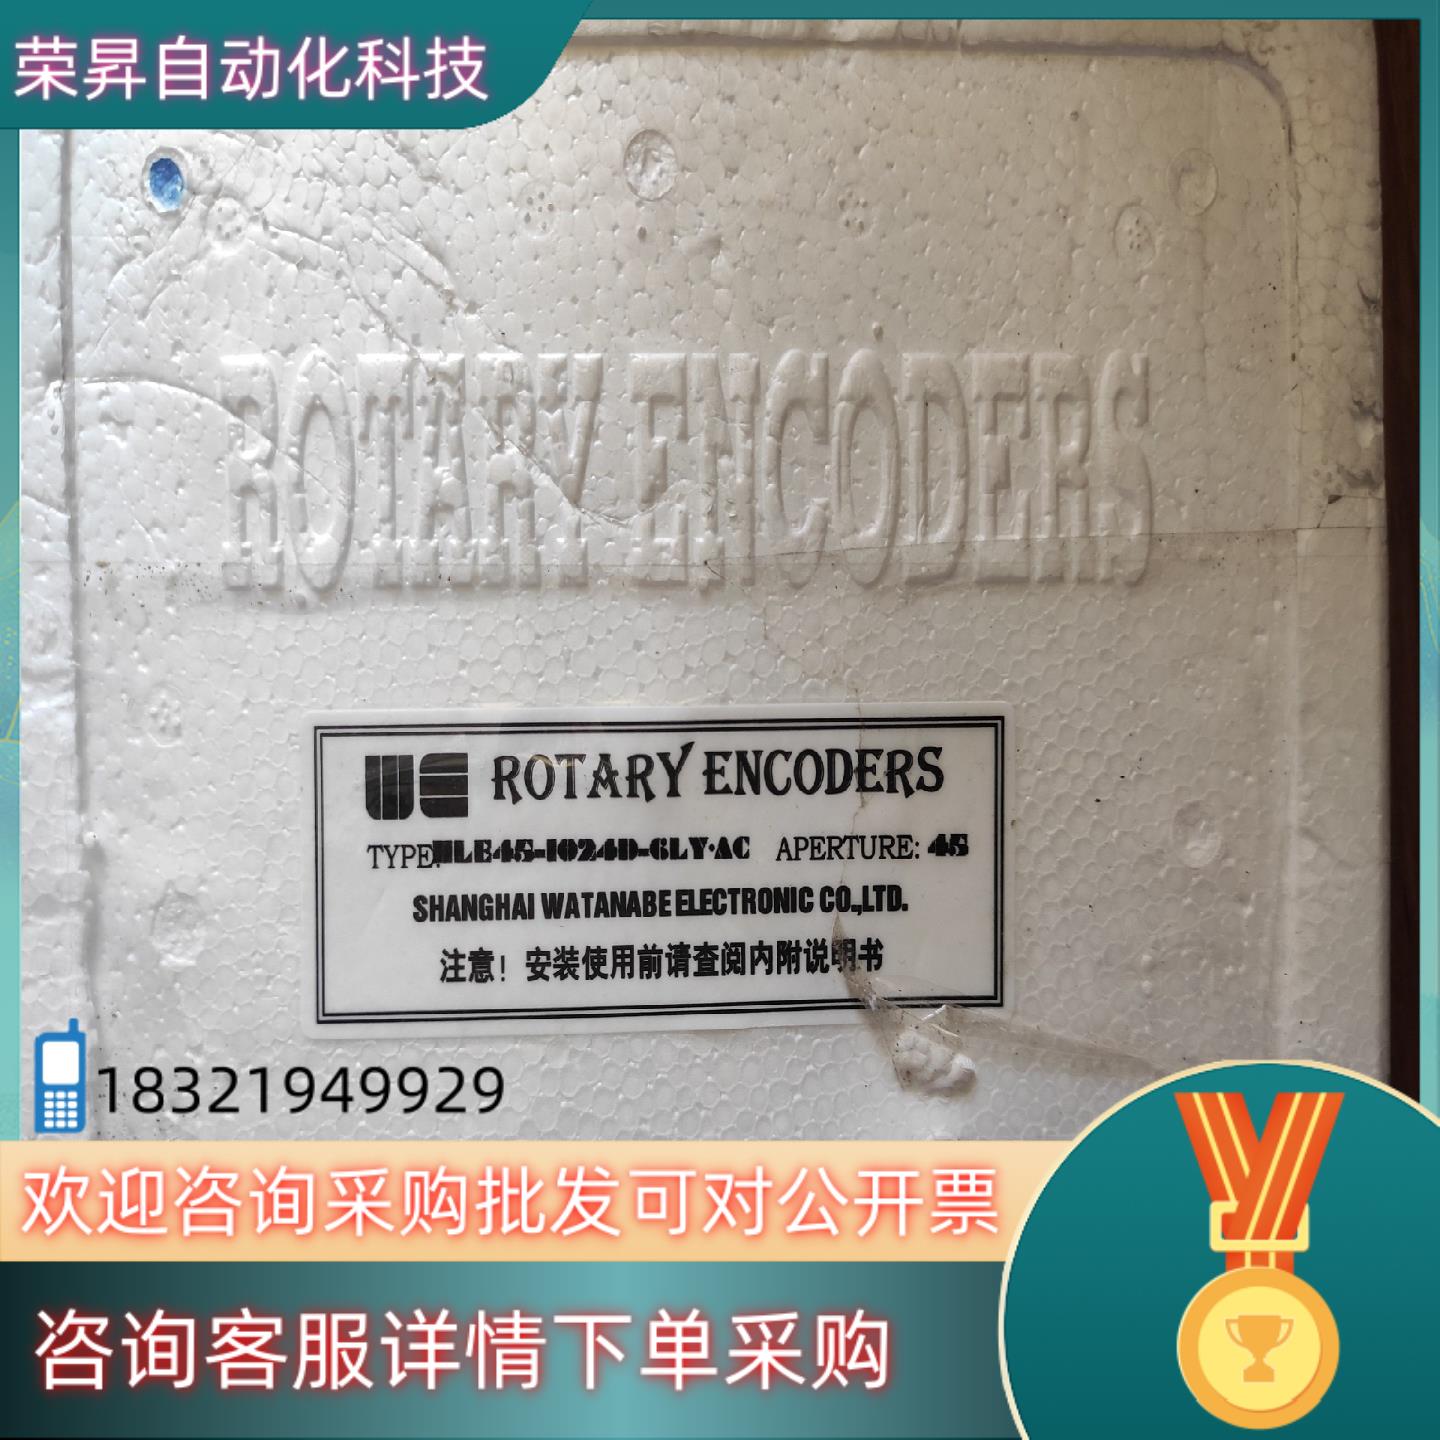 荣昇自动化科技
ROTARY ENCODERS
WE ROTARY ENCODERS
TYPE:HLE45-1024D-6LY·AC APERTURE: 45
SHANGHAI WATANABE ELECTRONIC CO.,LTD.
注意！安装使用前请查阅内附说明书
18321949929
欢迎咨询采购批发可对公开票
咨询客服详情下单采购